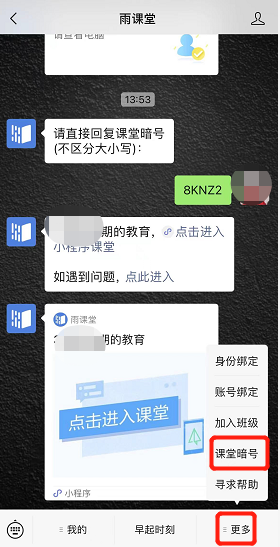 雨课堂
请查看电脑
13:53
请直接回复课堂暗号
(不区分大小写):
8KNZ2
期的教育，点击进入
小程序课堂
如遇到问题，点此进入
雨课堂
期的教育
点击进入课堂
小程序
身份绑定
账号绑定
加入班级
课堂暗号
寻求帮助
我的
早起时刻
更多